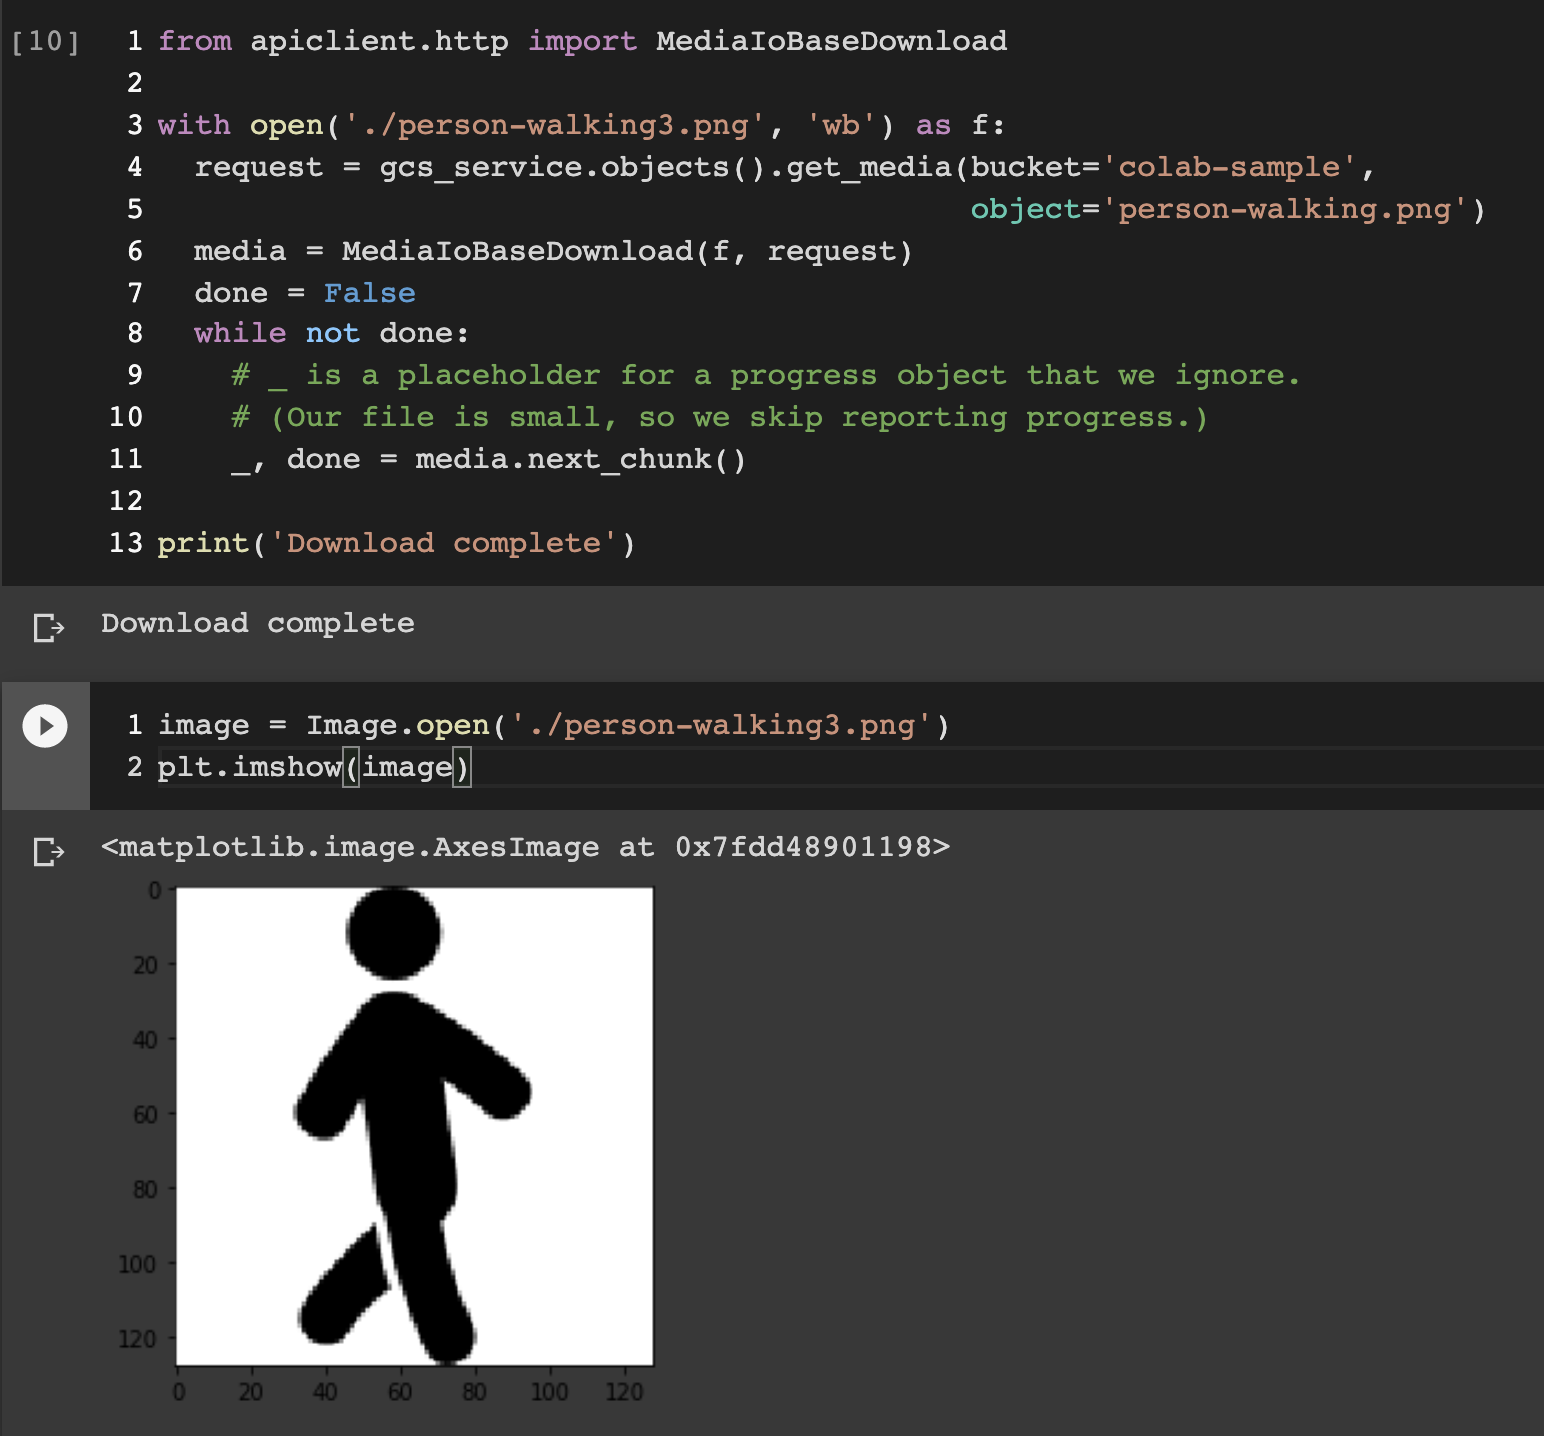 [10] 1 from apiclient.http import MediaIoBaseDownload
2
3 with open('./person-walking3.png', 'wb') as f:
4   request = gcs_service.objects().get_media(bucket='colab-sample',
5                                             object='person-walking.png')
6   media = MediaIoBaseDownload(f, request)
7   done = False
8   while not done:
9     # _ is a placeholder for a progress object that we ignore.
10     # (Our file is small, so we skip reporting progress.)
11     _, done = media.next_chunk()
12
13 print('Download complete')
Download complete
1 image = Image.open('./person-walking3.png')
2 plt.imshow(image)
<matplotlib.image.AxesImage at 0x7fdd48901198>
0
20
40
60
80
100
120
0 20 40 60 80 100 120